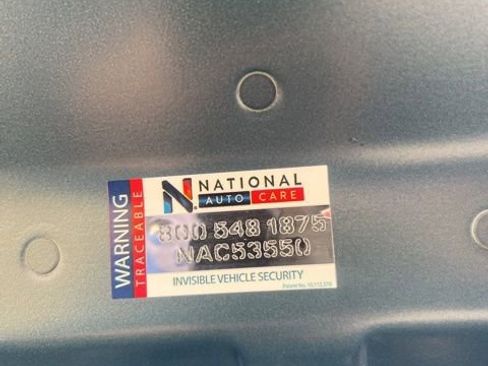 WARNING
TRACEABLE
N. NATIONAL
AUTO CARE
800 548 1875
NAC53550
INVISIBLE VEHICLE SECURITY